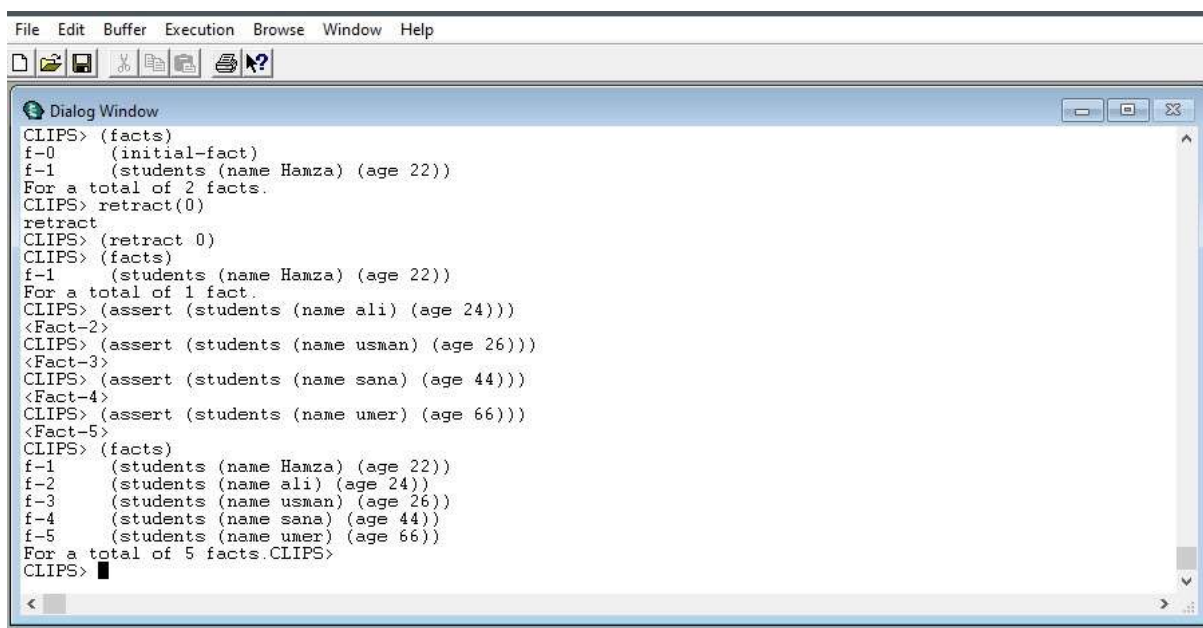 File Edit Buffer Execution Browse Window Help
Dialog Window
CLIPS> (facts)
f-0     (initial-fact)
f-1     (students (name Hamza) (age 22))
For a total of 2 facts.
CLIPS> retract(0)
retract
CLIPS> (retract 0)
CLIPS> (facts)
f-1     (students (name Hamza) (age 22))
For a total of 1 fact.
CLIPS> (assert (students (name ali) (age 24)))
<Fact-2>
CLIPS> (assert (students (name usman) (age 26)))
<Fact-3>
CLIPS> (assert (students (name sana) (age 44)))
<Fact-4>
CLIPS> (assert (students (name umer) (age 66)))
<Fact-5>
CLIPS> (facts)
f-1     (students (name Hamza) (age 22))
f-2     (students (name ali) (age 24))
f-3     (students (name usman) (age 26))
f-4     (students (name sana) (age 44))
f-5     (students (name umer) (age 66))
For a total of 5 facts.CLIPS>
CLIPS>